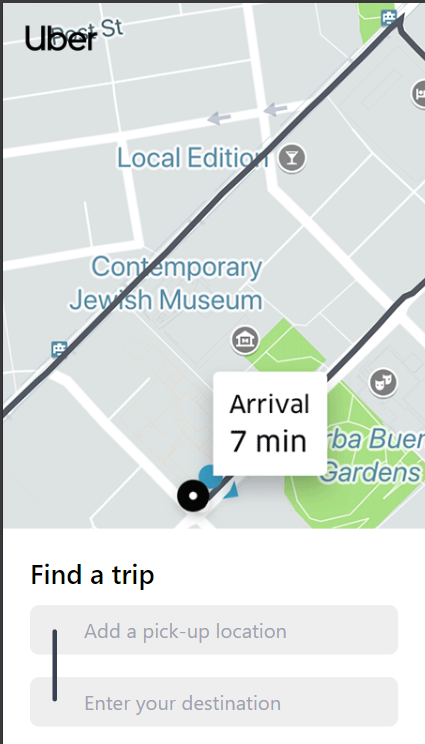 Uber
Post St
Local Edition
Contemporary
Jewish Museum
Arrival
7 min
rba Buer
Gardens
Find a trip
Add a pick-up location
Enter your destination